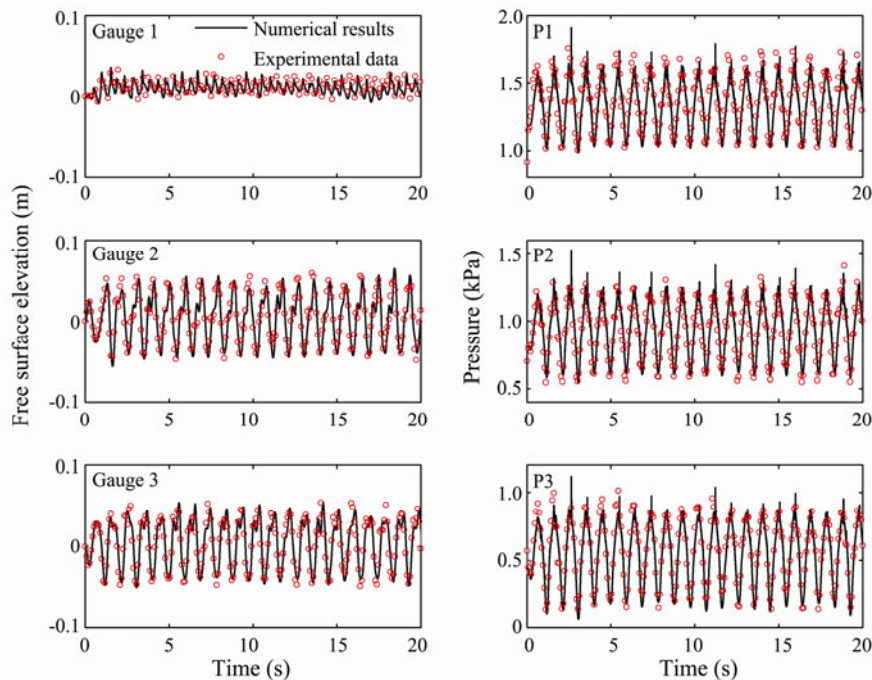 Gauge 1
Numerical results
Experimental data
0.1
0
-0.1
0 5 10 15 20
P1
2.0
1.5
1.0
0 5 10 15 20
Gauge 2
0.1
0
-0.1
0 5 10 15 20
P2
1.5
1.0
0.5
0 5 10 15 20
Gauge 3
0.1
0
-0.1
0 5 10 15 20
P3
1.0
0.5
0
0 5 10 15 20
Free surface elevation (m)
Pressure (kPa)
Time (s)
Time (s)